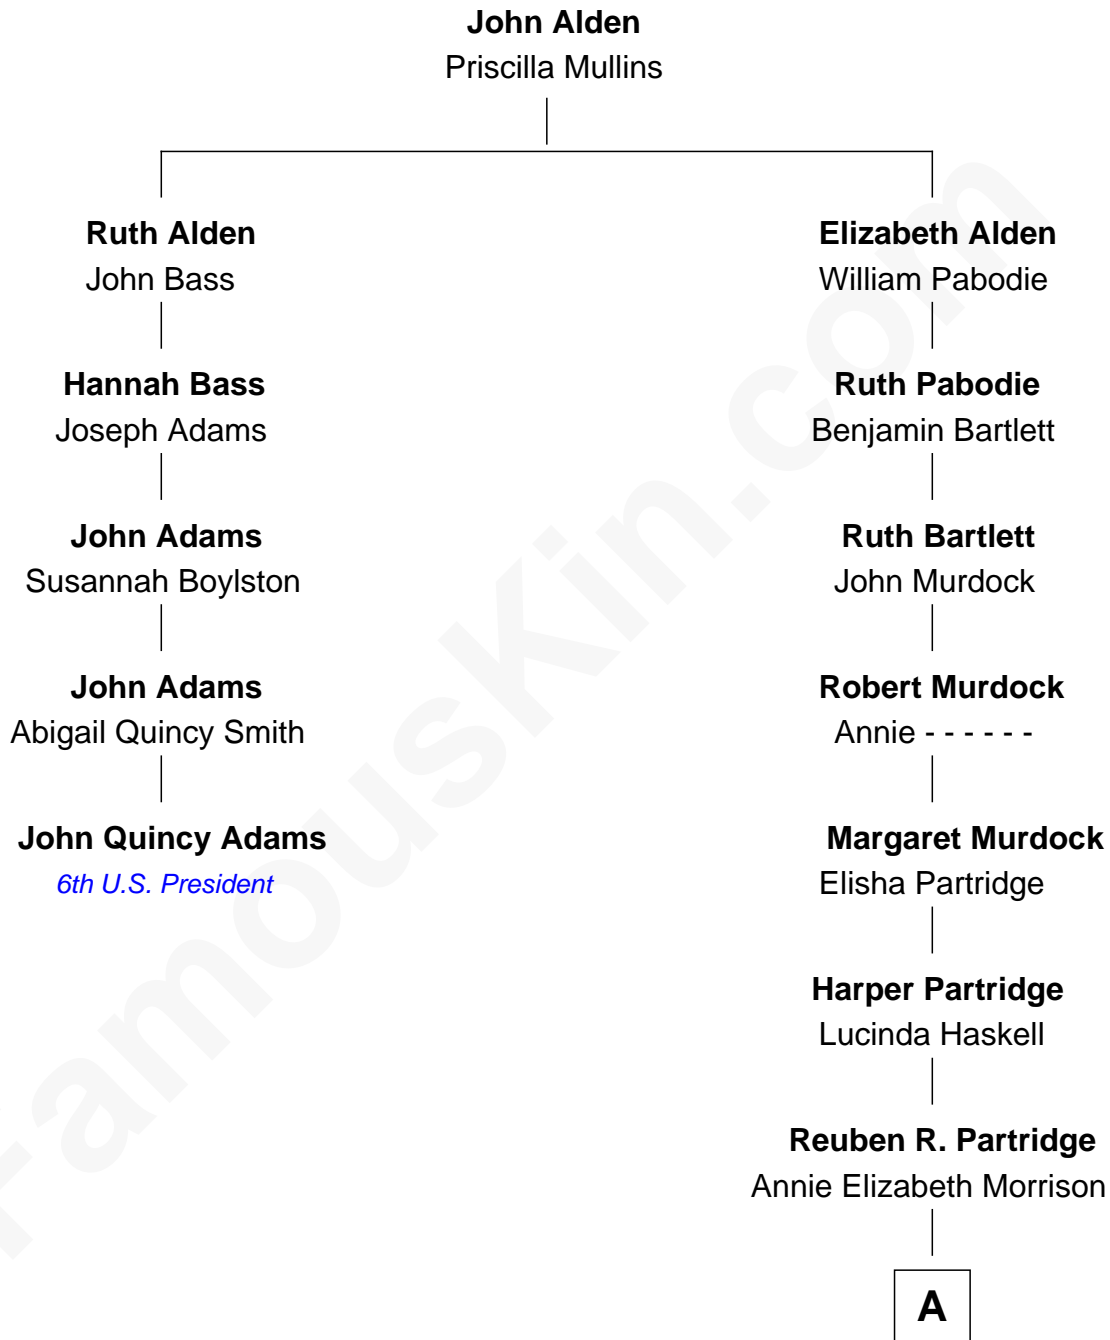 John Alden
Priscilla Mullins
Ruth Alden
John Bass
Hannah Bass
Joseph Adams
John Adams
Susannah Boylston
John Adams
Abigail Quincy Smith
John Quincy Adams
6th U.S. President
Elizabeth Alden
William Pabodie
Ruth Pabodie
Benjamin Bartlett
Ruth Bartlett
John Murdock
Robert Murdock
Annie - - - - - -
Margaret Murdock
Elisha Partridge
Harper Partridge
Lucinda Haskell
Reuben R. Partridge
Annie Elizabeth Morrison
A
FamousKin.com